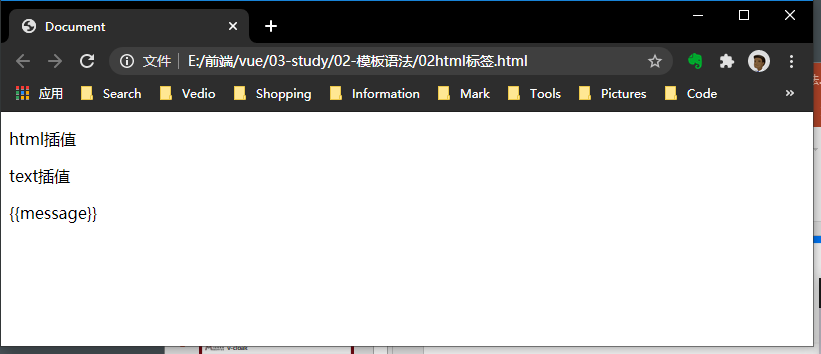 Document
文件 E:/前端/vue/03-study/02-模板语法/02html标签.html
应用 Search Vedio Shopping Information Mark Tools Pictures Code
html插值
text插值
{{message}}
v-cloak